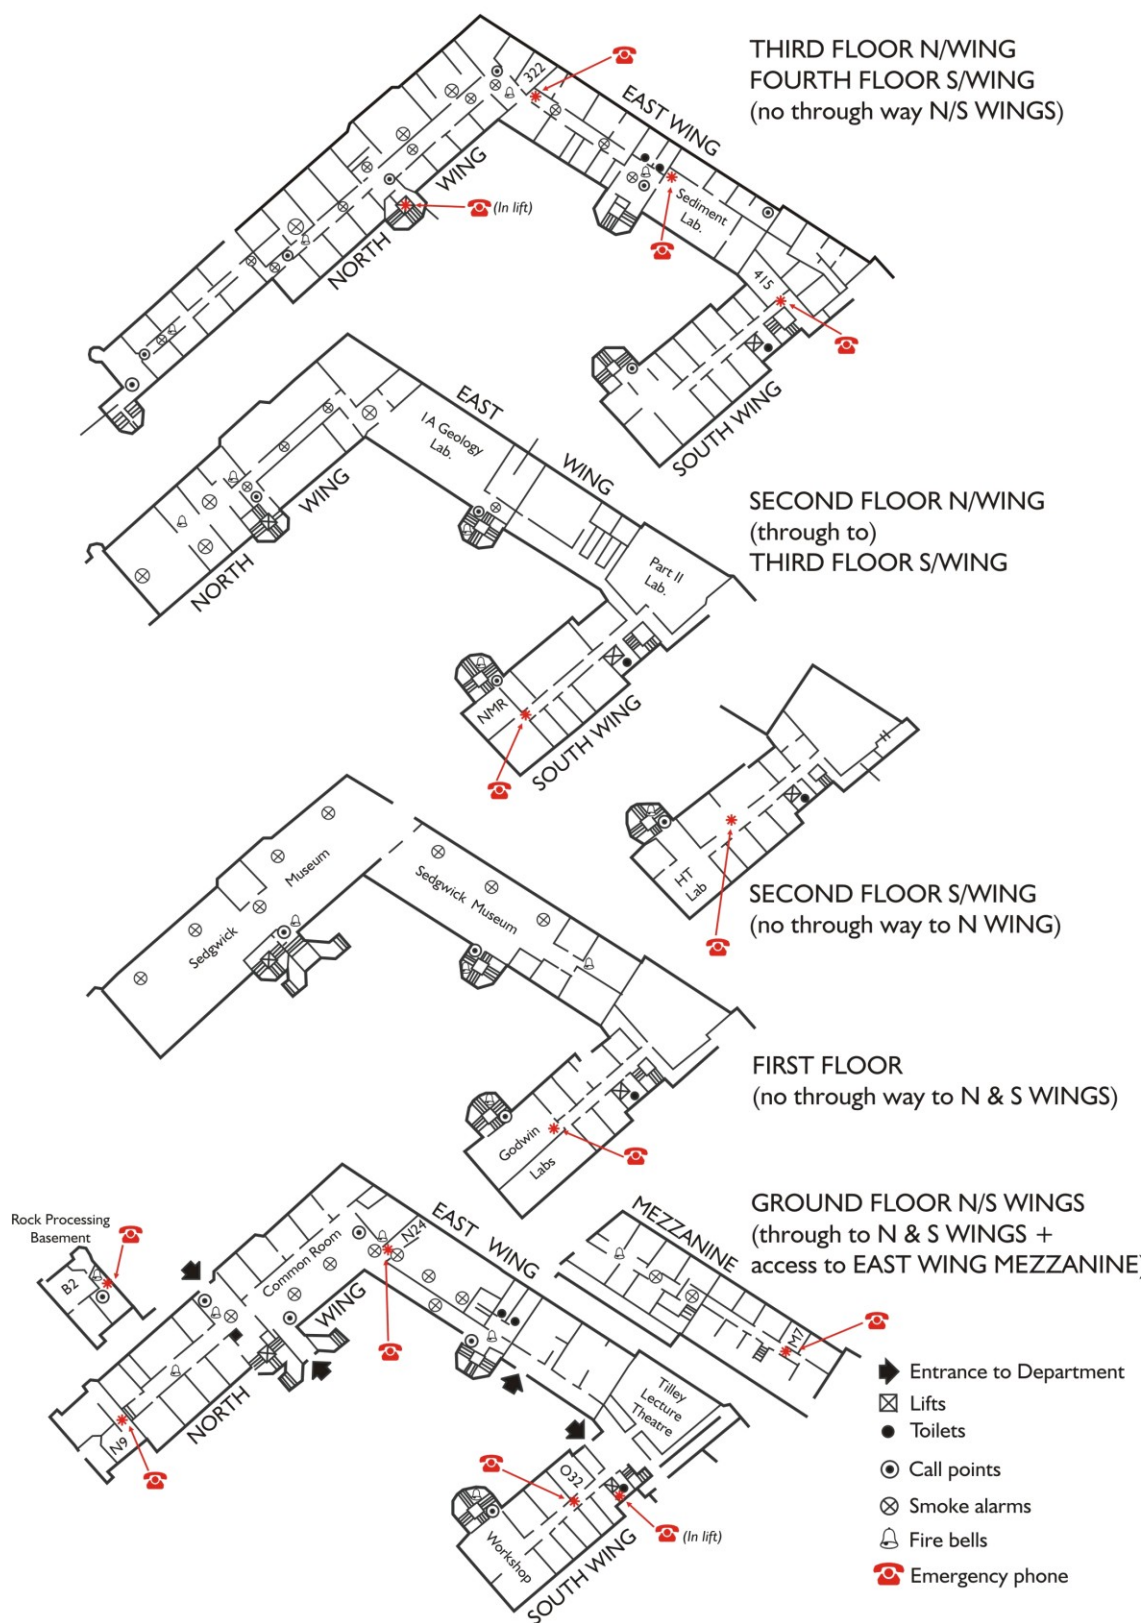 THIRD FLOOR N/WING
FOURTH FLOOR S/WING
(no through way N/S WINGS)
322
EAST WING
(In lift)
Sediment
Lab.
NORTH
WING
415
SOUTH WING
SECOND FLOOR N/WING
(through to)
THIRD FLOOR S/WING
EAST
WING
1A Geology
Lab.
NORTH
WING
Part II
Lab.
NMR
SOUTH WING
SECOND FLOOR S/WING
(no through way to N WING)
HT
Lab
Sedgwick
Museum
Sedgwick Museum
FIRST FLOOR
(no through way to N & S WINGS)
Godwin
Labs
GROUND FLOOR N/S WINGS
(through to N & S WINGS +
access to EAST WING MEZZANINE)
Rock Processing
Basement
B2
Common Room
N24
EAST
WING
MEZZANINE
M7
NORTH
WING
N9
Tilley
Lecture
Theatre
O32
Workshop
(In lift)
SOUTH WING
Entrance to Department
Lifts
Toilets
Call points
Smoke alarms
Fire bells
Emergency phone